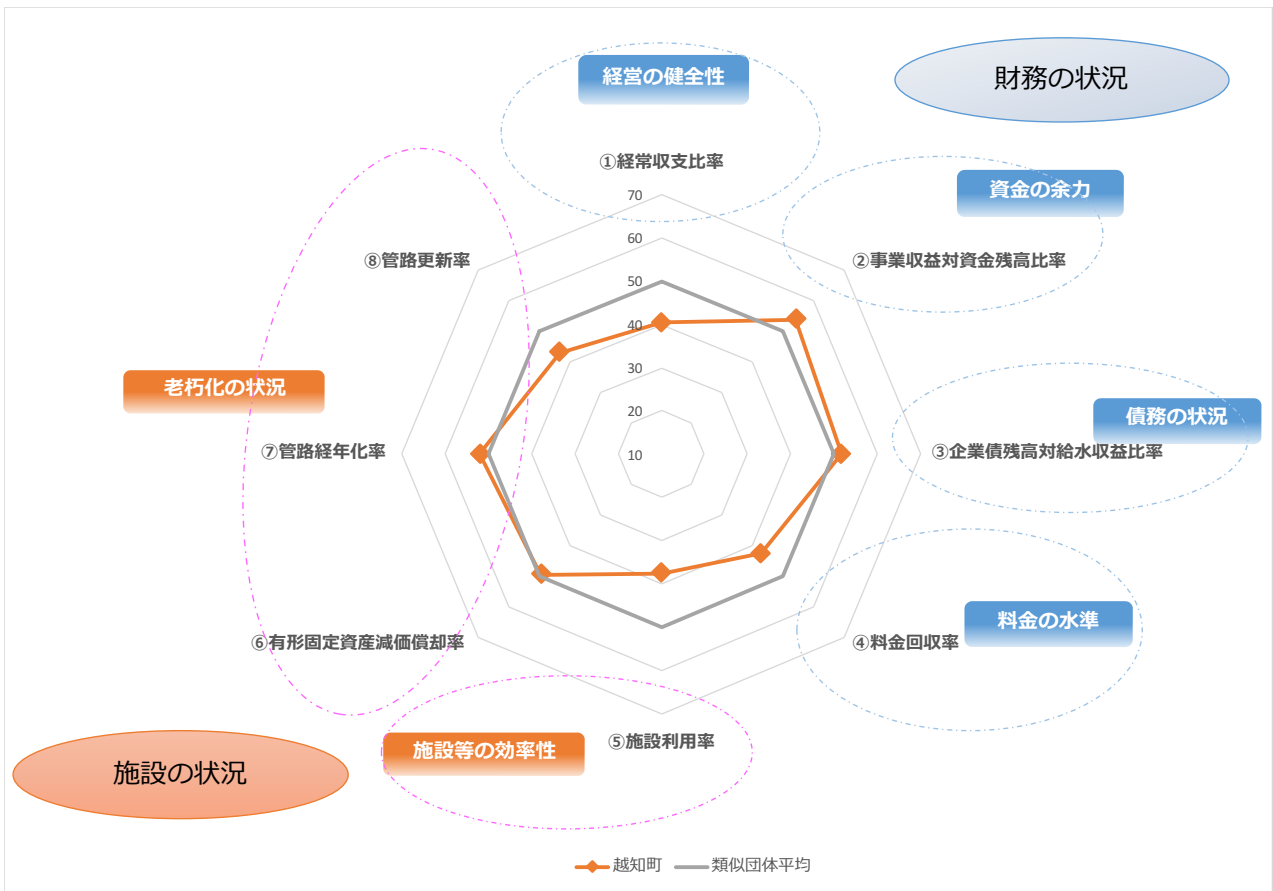 経営の健全性
財務の状況
①経常収支比率
資金の余力
70
60
50
40
30
20
10
⑧管路更新率
②事業収益対資金残高比率
老朽化の状況
債務の状況
⑦管路経年化率
③企業債残高対給水収益比率
料金の水準
⑥有形固定資産減価償却率
④料金回収率
施設等の効率性
⑤施設利用率
施設の状況
越知町
類似団体平均